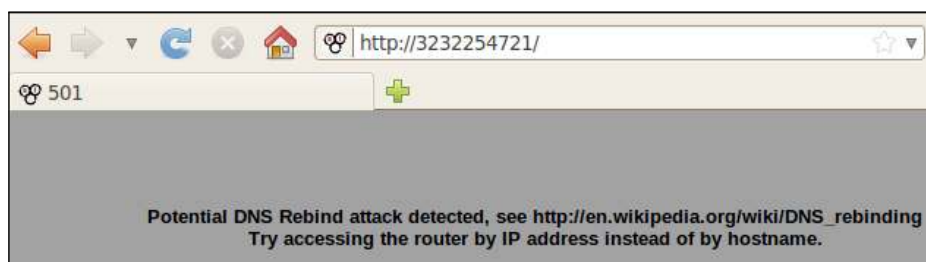 http://3232254721/
501
Potential DNS Rebind attack detected, see http://en.wikipedia.org/wiki/DNS_rebinding
Try accessing the router by IP address instead of by hostname.